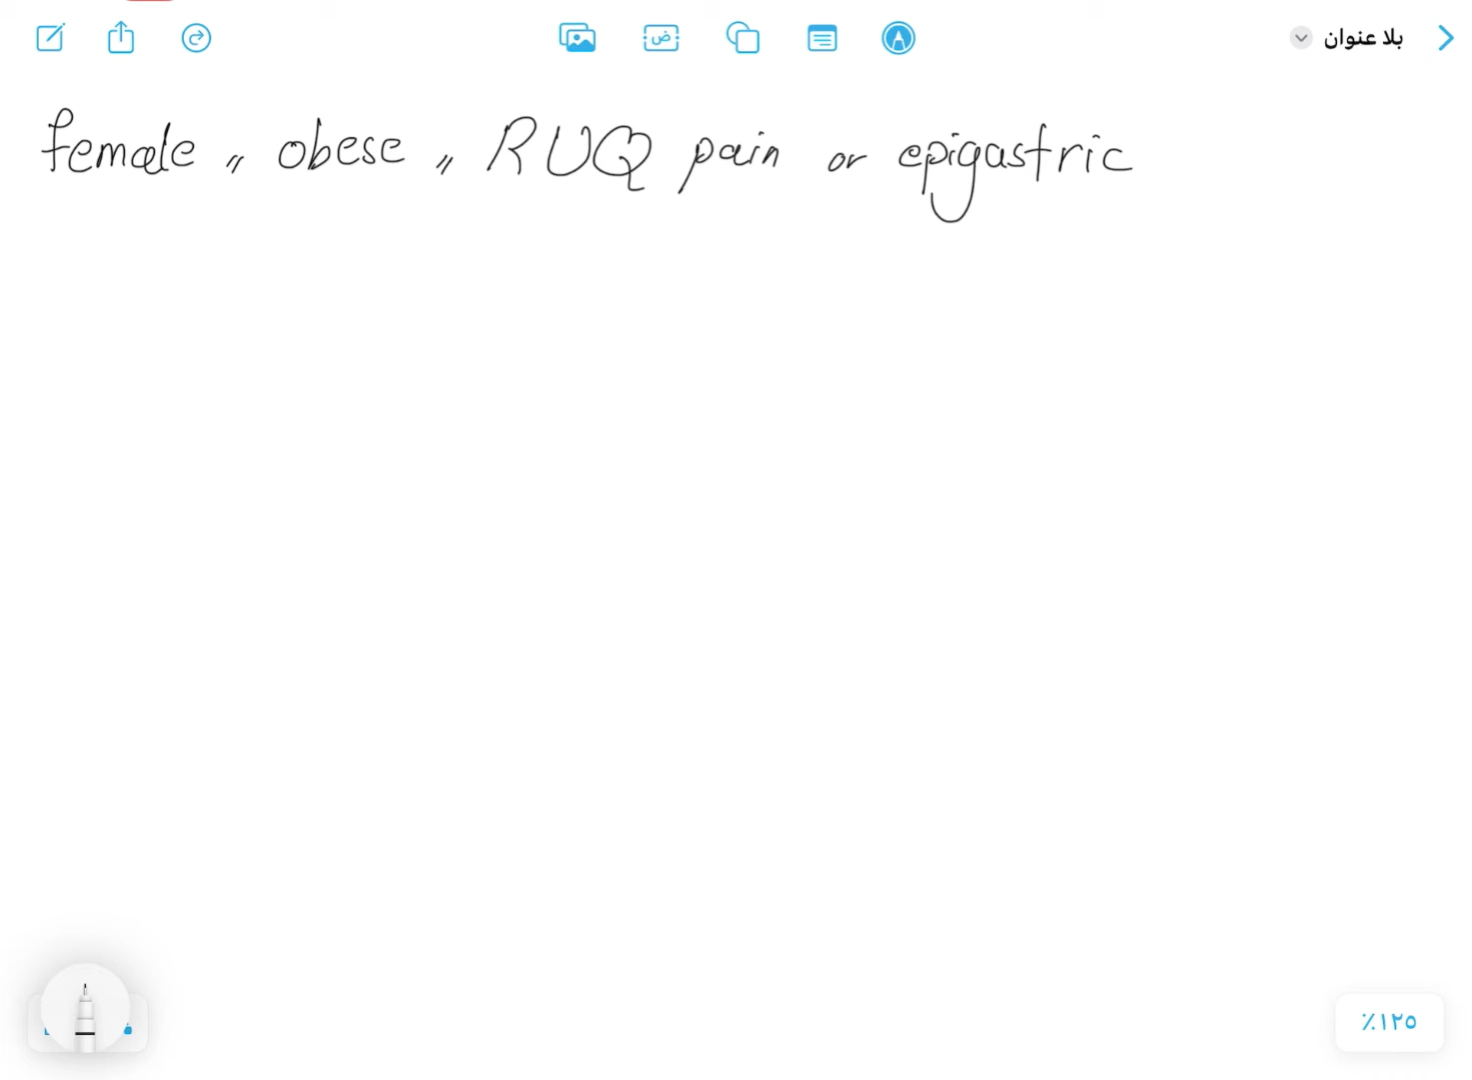 بلا عنوان
female ,, obese ,, RUQ pain or epigastric
٪١٢٥